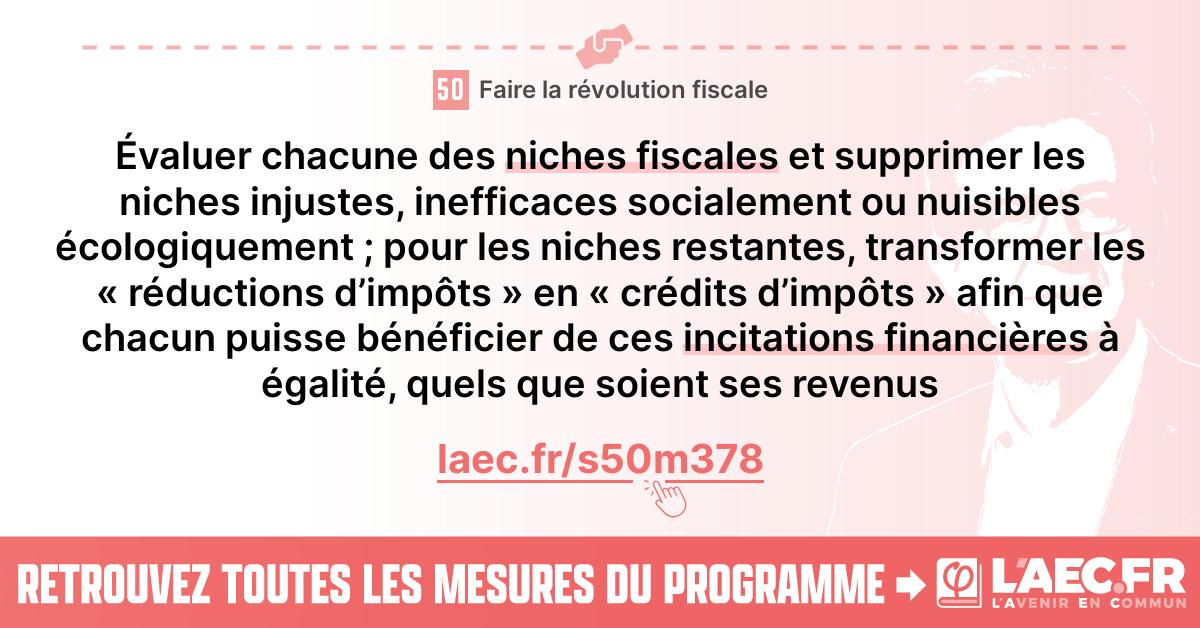 50 Faire la révolution fiscale
Évaluer chacune des niches fiscales et supprimer les
niches injustes, inefficaces socialement ou nuisibles
écologiquement ; pour les niches restantes, transformer les
« réductions d’impôts » en « crédits d’impôts » afin que
chacun puisse bénéficier de ces incitations financières à
égalité, quels que soient ses revenus
laec.fr/s50m378
RETROUVEZ TOUTES LES MESURES DU PROGRAMME
φ L'AEC.FR
L'AVENIR EN COMMUN